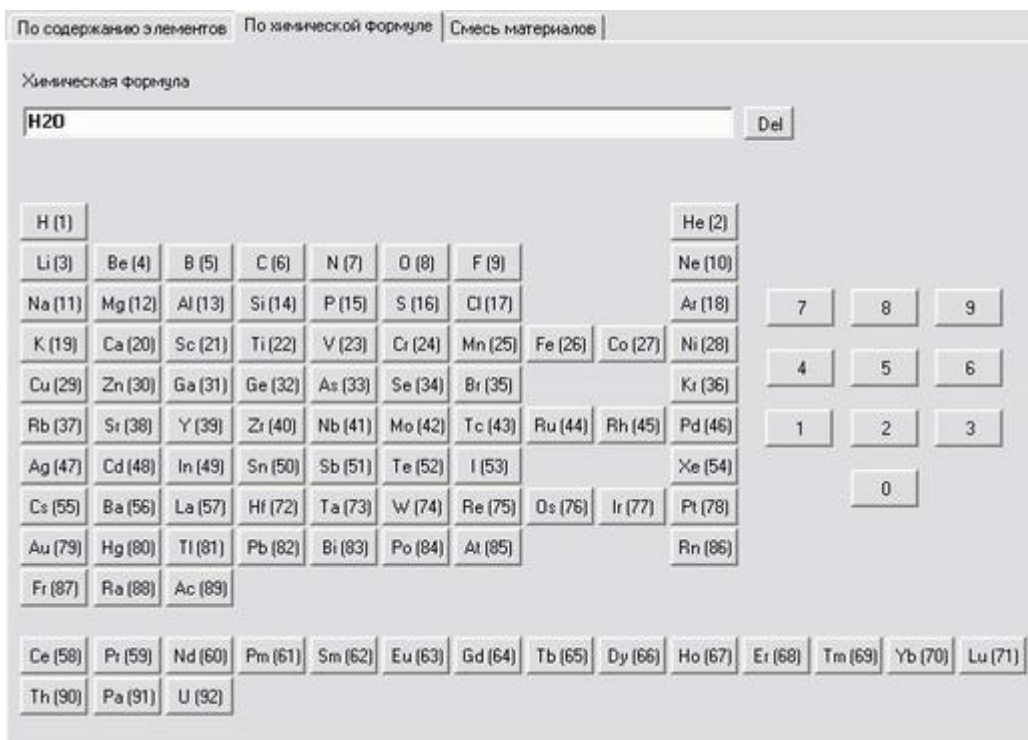 По содержанию элементов По химической формуле Смесь материалов
Химическая формула
H2O Del
H (1) He (2)
Li (3) Be (4) B (5) C (6) N (7) O (8) F (9) Ne (10)
Na (11) Mg (12) Al (13) Si (14) P (15) S (16) Cl (17) Ar (18) 7 8 9
K (19) Ca (20) Sc (21) Ti (22) V (23) Cr (24) Mn (25) Fe (26) Co (27) Ni (28)
Cu (29) Zn (30) Ga (31) Ge (32) As (33) Se (34) Br (35) Kr (36) 4 5 6
Rb (37) Sr (38) Y (39) Zr (40) Nb (41) Mo (42) Tc (43) Ru (44) Rh (45) Pd (46) 1 2 3
Ag (47) Cd (48) In (49) Sn (50) Sb (51) Te (52) I (53) Xe (54)
Cs (55) Ba (56) La (57) Hf (72) Ta (73) W (74) Re (75) Os (76) Ir (77) Pt (78) 0
Au (79) Hg (80) Tl (81) Pb (82) Bi (83) Po (84) At (85) Rn (86)
Fr (87) Ra (88) Ac (89)
Ce (58) Pr (59) Nd (60) Pm (61) Sm (62) Eu (63) Gd (64) Tb (65) Dy (66) Ho (67) Er (68) Tm (69) Yb (70) Lu (71)
Th (90) Pa (91) U (92)